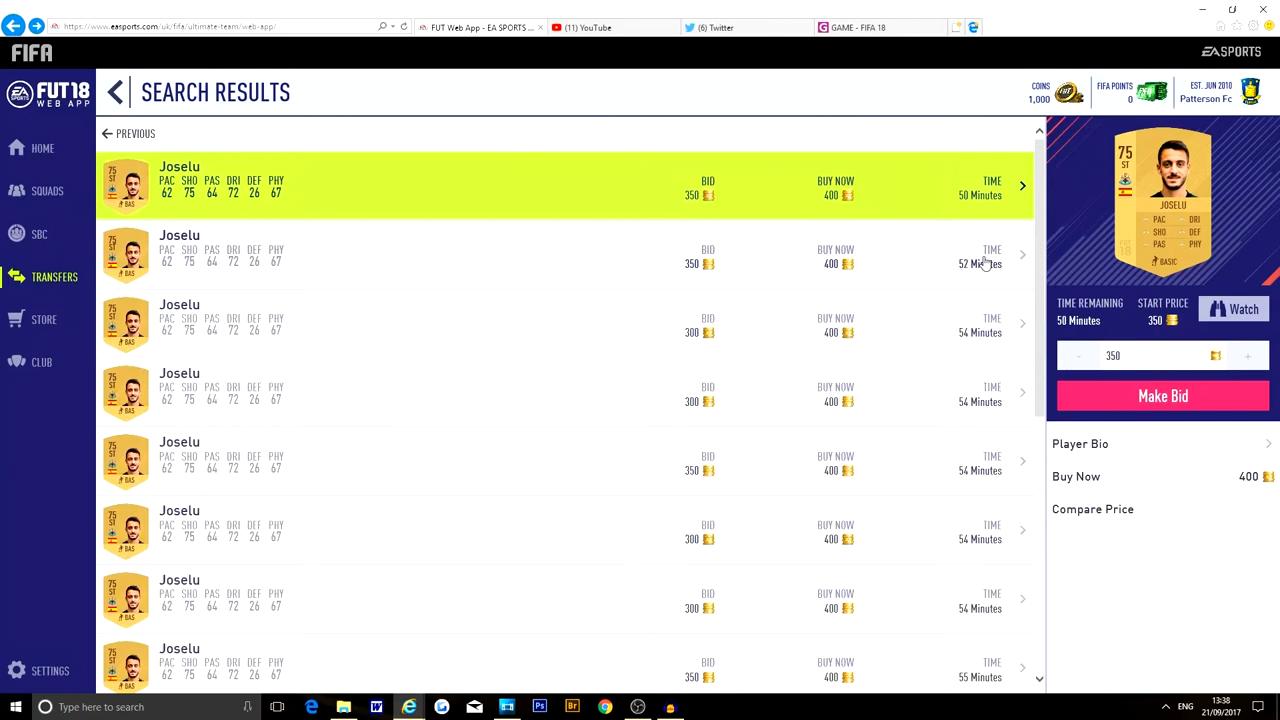 https://www.easports.com/uk/fifa/ultimate-team/web-app/
FUT Web App - EA SPORTS ...
(11) YouTube
(6) Twitter
GAME - FIFA 18
FIFA
EA SPORTS
FUT18
WEB APP
SEARCH RESULTS
COINS
1,000
FIFA POINTS
0
EST. JUN 2010
Patterson Fc
HOME
SQUADS
SBC
TRANSFERS
STORE
CLUB
SETTINGS
PREVIOUS
75
ST
BAS
Joselu
PAC SHO PAS DRI DEF PHY
62 75 64 72 26 67
BID
350
BUY NOW
400
TIME
50 Minutes
75
ST
BAS
Joselu
PAC SHO PAS DRI DEF PHY
62 75 64 72 26 67
BID
350
BUY NOW
400
TIME
52 Minutes
75
ST
BAS
Joselu
PAC SHO PAS DRI DEF PHY
62 75 64 72 26 67
BID
300
BUY NOW
400
TIME
54 Minutes
75
ST
BAS
Joselu
PAC SHO PAS DRI DEF PHY
62 75 64 72 26 67
BID
300
BUY NOW
400
TIME
54 Minutes
75
ST
BAS
Joselu
PAC SHO PAS DRI DEF PHY
62 75 64 72 26 67
BID
350
BUY NOW
400
TIME
54 Minutes
75
ST
BAS
Joselu
PAC SHO PAS DRI DEF PHY
62 75 64 72 26 67
BID
300
BUY NOW
400
TIME
54 Minutes
75
ST
BAS
Joselu
PAC SHO PAS DRI DEF PHY
62 75 64 72 26 67
BID
300
BUY NOW
400
TIME
54 Minutes
75
ST
BAS
Joselu
PAC SHO PAS DRI DEF PHY
62 75 64 72 26 67
BID
350
BUY NOW
400
TIME
55 Minutes
75
ST
JOSELU
PAC DRI
SHO DEF
PAS PHY
FUT 18
BASIC
TIME REMAINING
50 Minutes
START PRICE
350
Watch
- 350 +
Make Bid
Player Bio
Buy Now 400
Compare Price
Type here to search
ENG
13:38
21/09/2017